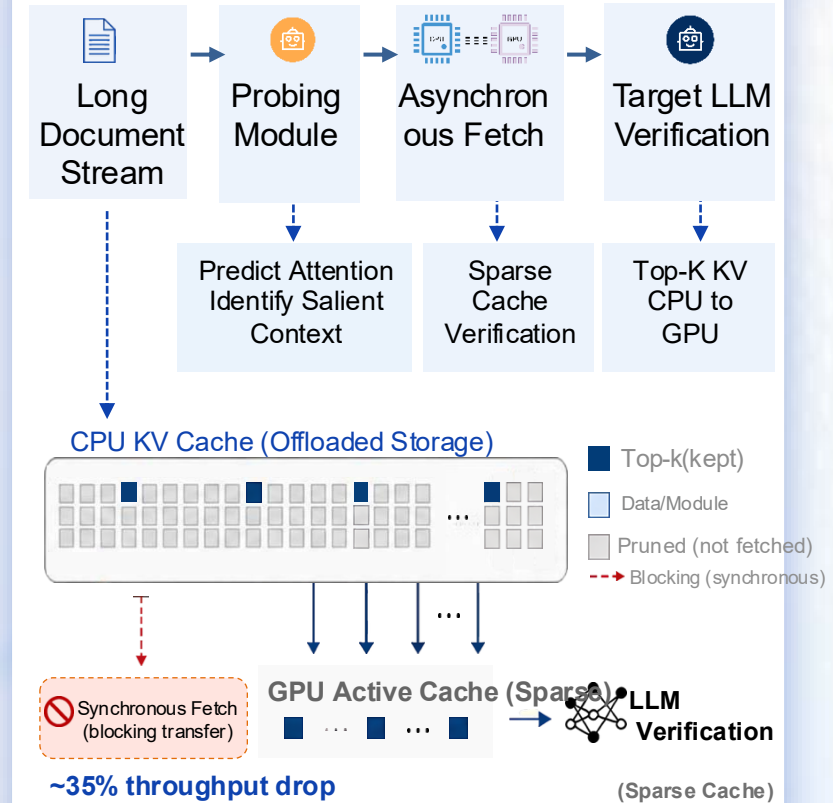 CPU
GPU
Long
Document
Stream
Probing
Module
Asynchron
ous Fetch
Target LLM
Verification
Predict Attention
Identify Salient
Context
Sparse
Cache
Verification
Top-K KV
CPU to
GPU
CPU KV Cache (Offloaded Storage)
...
Top-k(kept)
Data/Module
Pruned (not fetched)
Blocking (synchronous)
...
Synchronous Fetch
(blocking transfer)
GPU Active Cache (Sparse)
... ...
LLM
Verification
~35% throughput drop
(Sparse Cache)